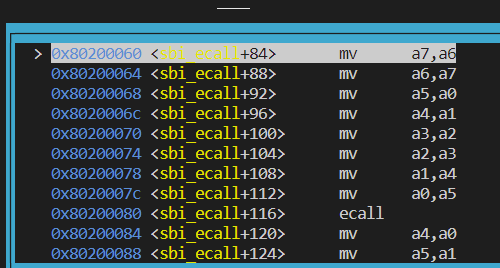 > 0x80200060 <sbi_ecall+84> mv a7,a6
0x80200064 <sbi_ecall+88> mv a6,a7
0x80200068 <sbi_ecall+92> mv a5,a0
0x8020006c <sbi_ecall+96> mv a4,a1
0x80200070 <sbi_ecall+100> mv a3,a2
0x80200074 <sbi_ecall+104> mv a2,a3
0x80200078 <sbi_ecall+108> mv a1,a4
0x8020007c <sbi_ecall+112> mv a0,a5
0x80200080 <sbi_ecall+116> ecall
0x80200084 <sbi_ecall+120> mv a4,a0
0x80200088 <sbi_ecall+124> mv a5,a1